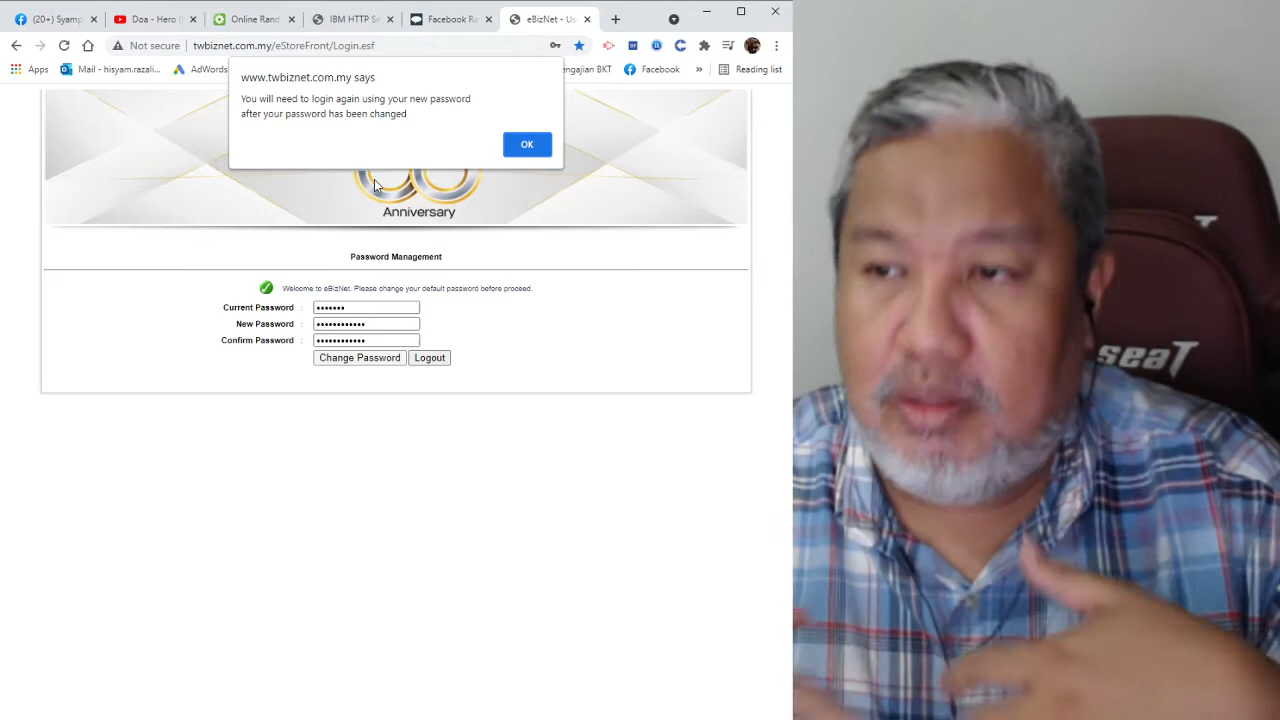 (20+) Syamp
Doa - Hero (
Online Rand
IBM HTTP Se
Facebook Ra
eBizNet - Us
Not secure
twbiznet.com.my/eStoreFront/Login.esf
Apps
Mail - hisyam.razali...
AdWords
engajian BKT
Facebook
»
Reading list
www.twbiznet.com.my says
You will need to login again using your new password
after your password has been changed
OK
Anniversary
Password Management
Welcome to eBizNet. Please change your default password before proceed.
Current Password :
New Password :
Confirm Password :
Change Password
Logout
seaT